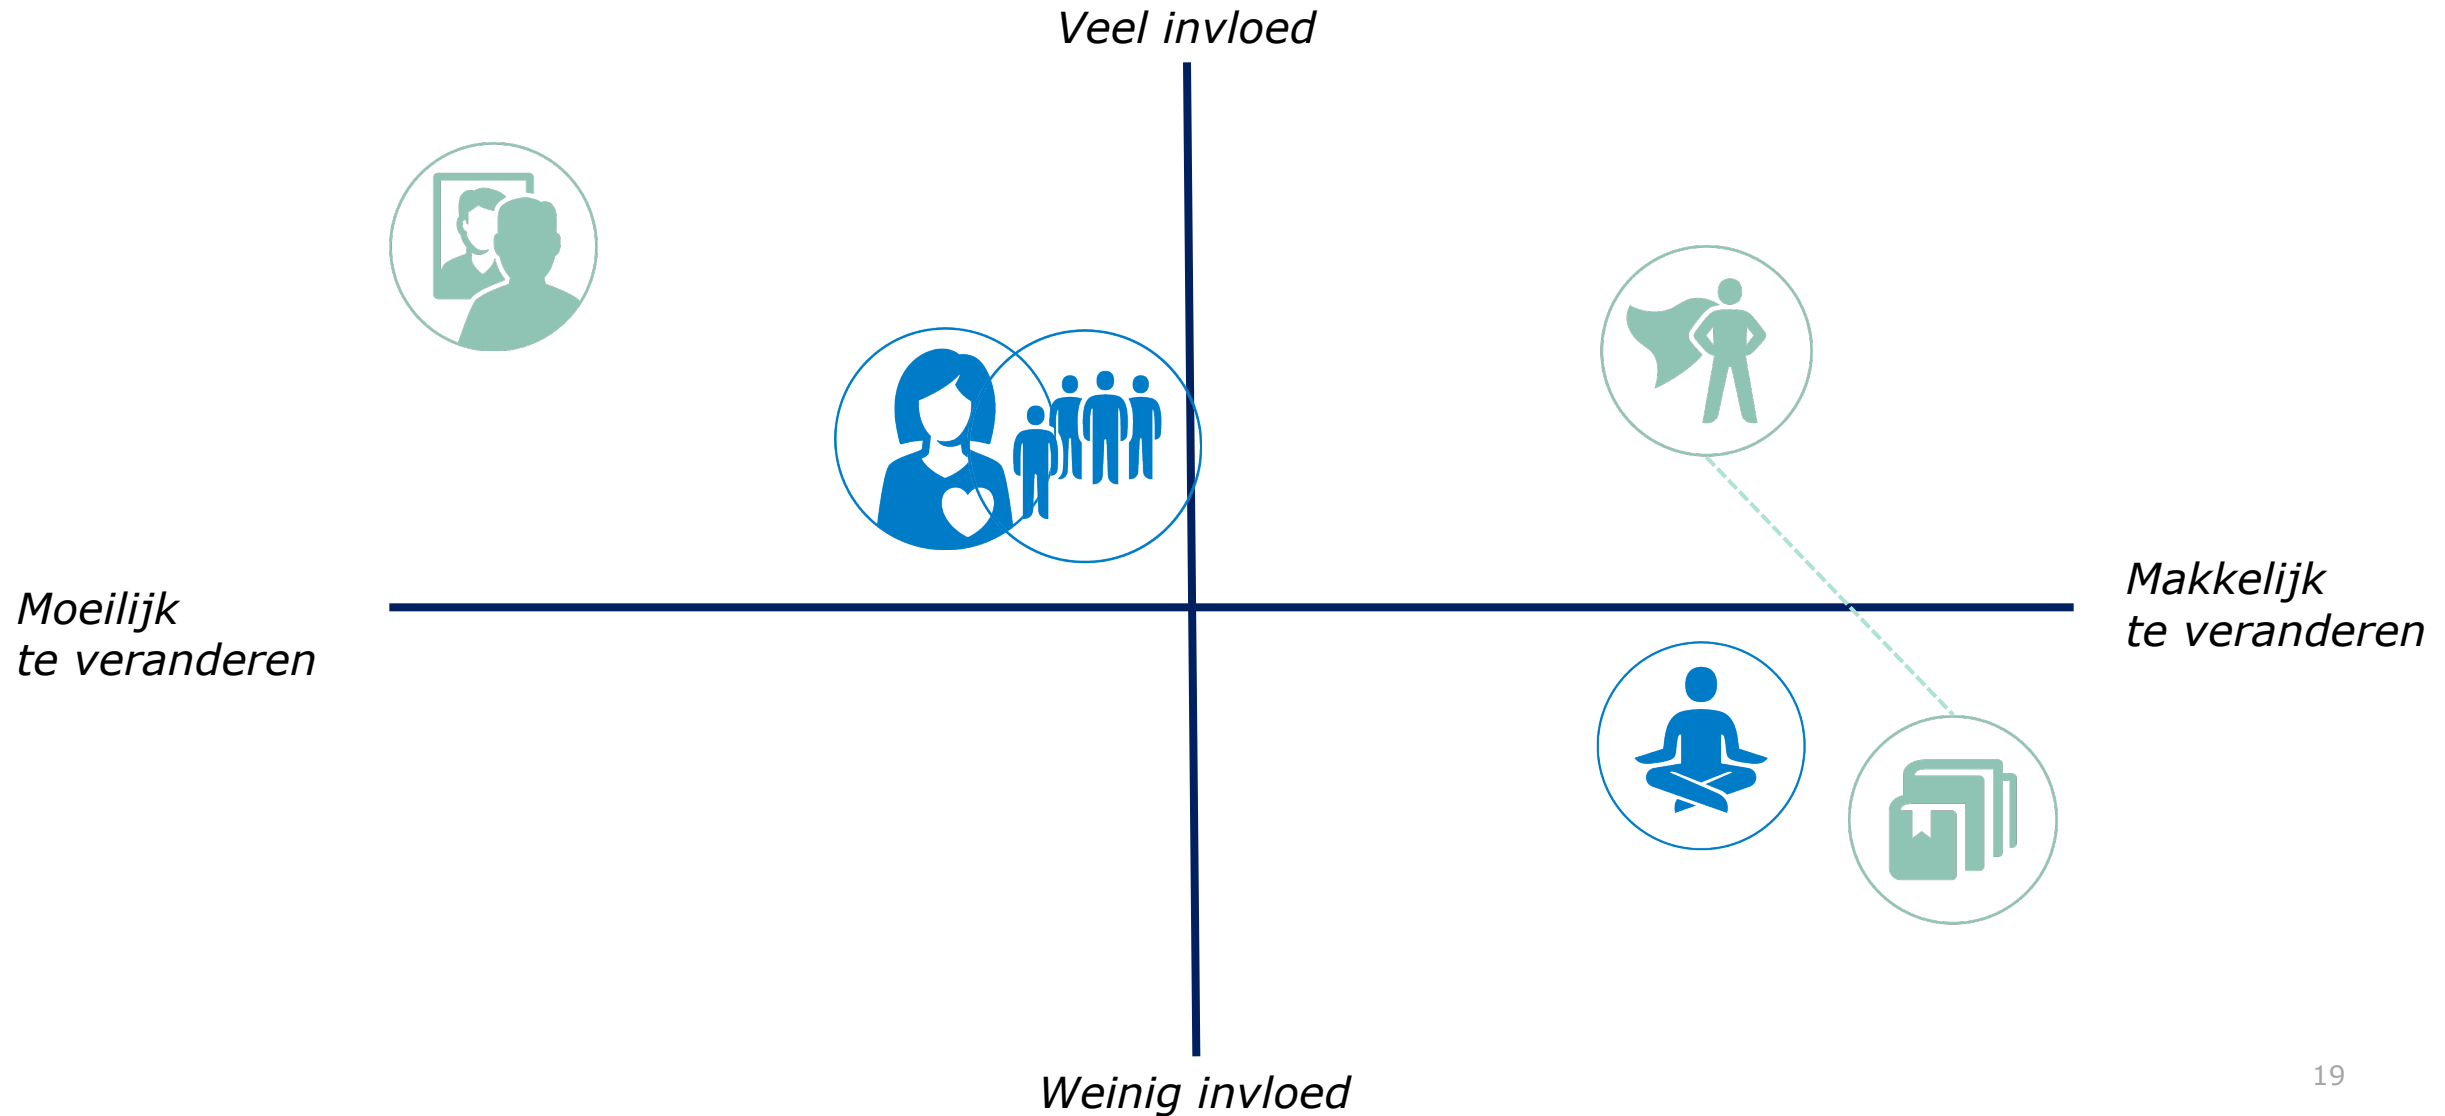 Veel invloed
Moeilijk
te veranderen
Makkelijk
te veranderen
Weinig invloed
19